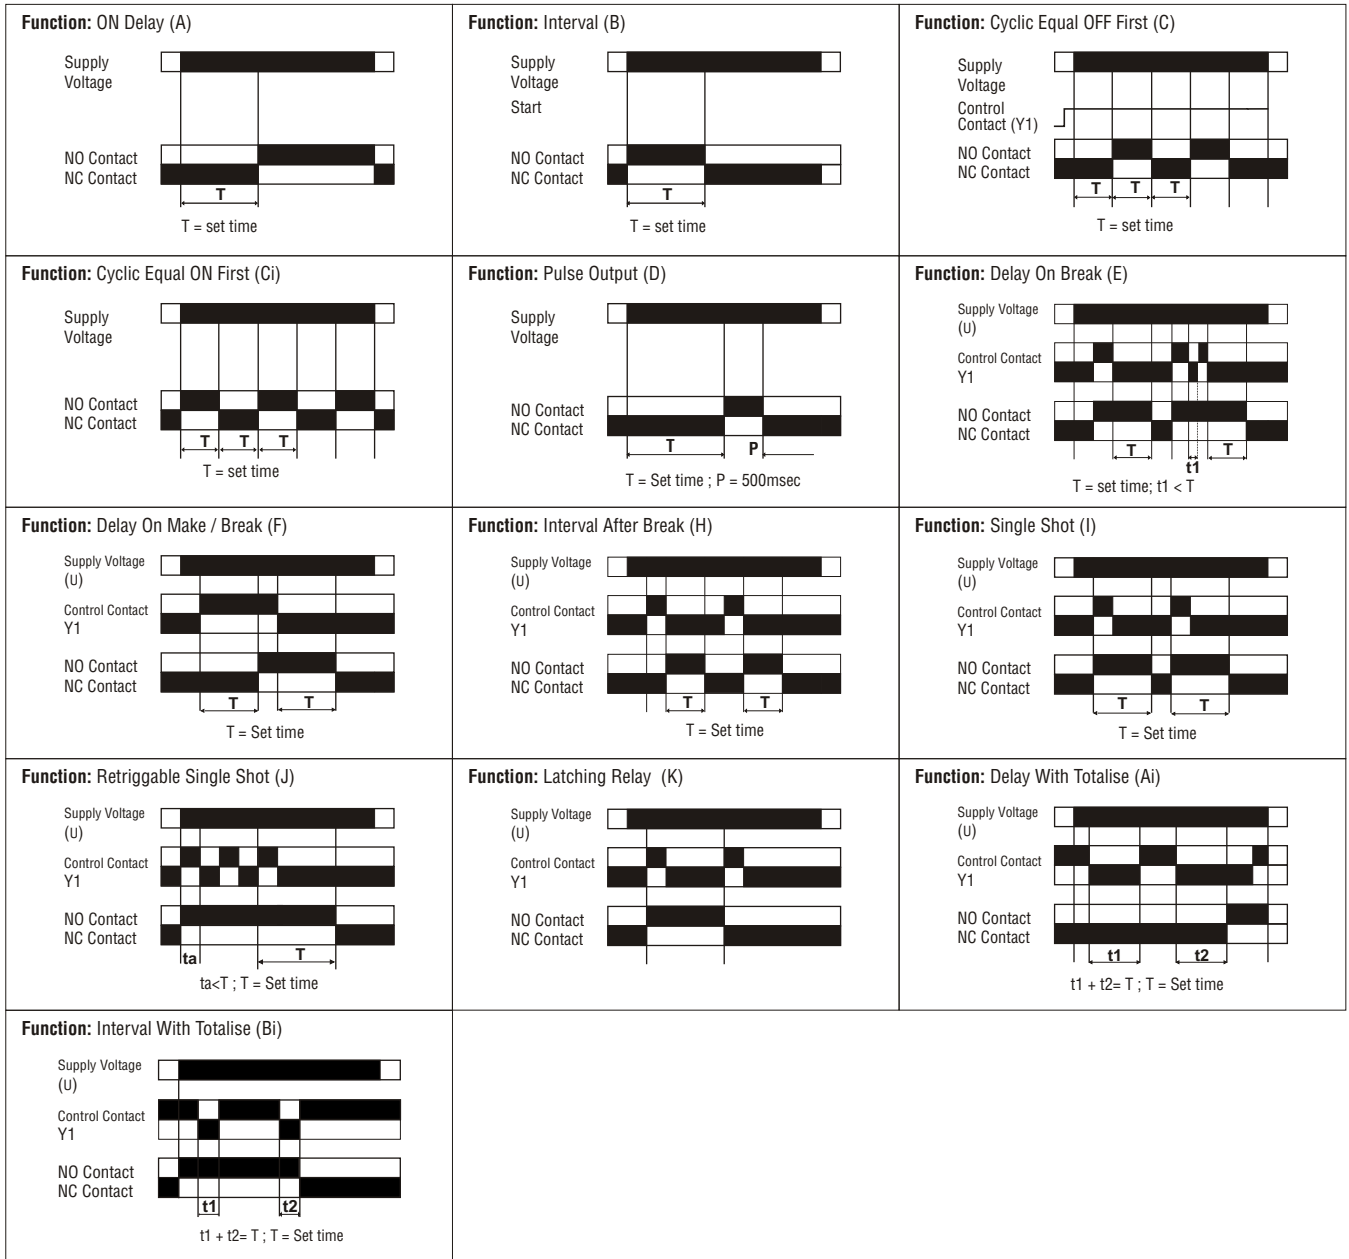 Function: ON Delay (A)
Supply
Voltage
NO Contact
NC Contact
T
T = set time
Function: Interval (B)
Supply
Voltage
Start
NO Contact
NC Contact
T
T = set time
Function: Cyclic Equal OFF First (C)
Supply
Voltage
Control
Contact (Y1)
NO Contact
NC Contact
T T T
T = set time
Function: Cyclic Equal ON First (Ci)
Supply
Voltage
NO Contact
NC Contact
T T T
T = set time
Function: Pulse Output (D)
Supply
Voltage
NO Contact
NC Contact
T P
T = Set time ; P = 500msec
Function: Delay On Break (E)
Supply Voltage
(U)
Control Contact
Y1
NO Contact
NC Contact
T t1 T
T = set time; t1 < T
Function: Delay On Make / Break (F)
Supply Voltage
(U)
Control Contact
Y1
NO Contact
NC Contact
T T
T = Set time
Function: Interval After Break (H)
Supply Voltage
(U)
Control Contact
Y1
NO Contact
NC Contact
T T
T = Set time
Function: Single Shot (I)
Supply Voltage
(U)
Control Contact
Y1
NO Contact
NC Contact
T T
T = Set time
Function: Retriggable Single Shot (J)
Supply Voltage
(U)
Control Contact
Y1
NO Contact
NC Contact
ta T
ta<T ; T = Set time
Function: Latching Relay (K)
Supply Voltage
(U)
Control Contact
Y1
NO Contact
NC Contact
Function: Delay With Totalise (Ai)
Supply Voltage
(U)
Control Contact
Y1
NO Contact
NC Contact
t1 t2
t1 + t2= T ; T = Set time
Function: Interval With Totalise (Bi)
Supply Voltage
(U)
Control Contact
Y1
NO Contact
NC Contact
t1 t2
t1 + t2= T ; T = Set time